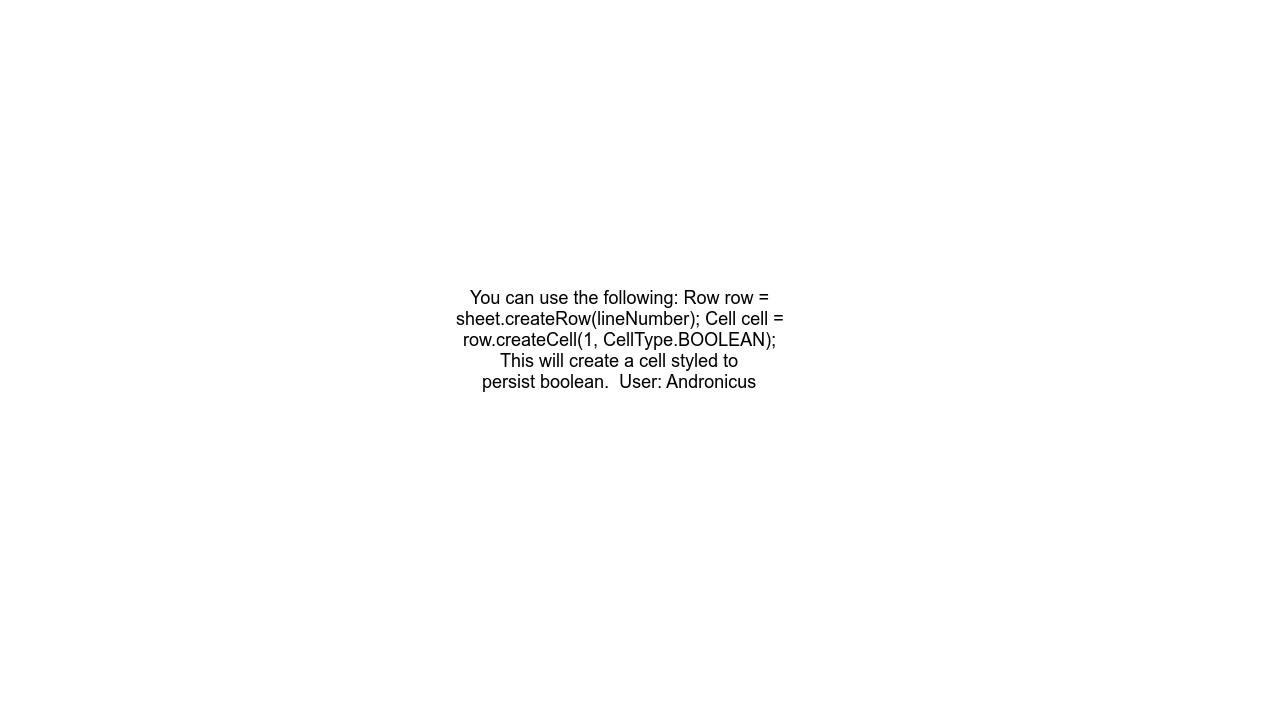 You can use the following: Row row =
sheet.createRow(lineNumber); Cell cell =
row.createCell(1, CellType.BOOLEAN);
This will create a cell styled to
persist boolean.  User: Andronicus